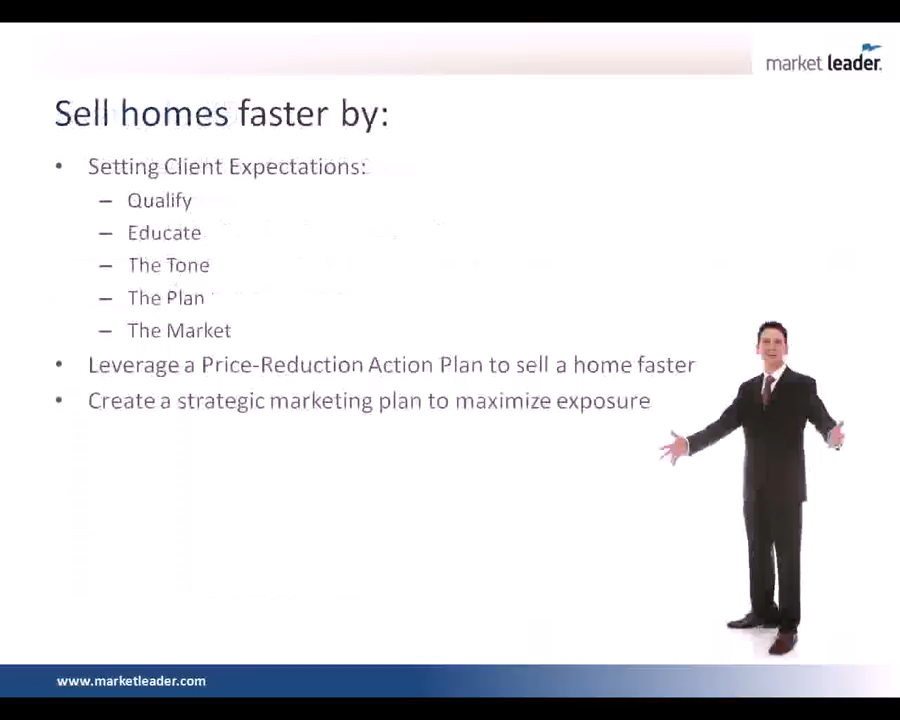 market leader.
Sell homes faster by:
• Setting Client Expectations:
– Qualify
– Educate
– The Tone
– The Plan
– The Market
• Leverage a Price-Reduction Action Plan to sell a home faster
• Create a strategic marketing plan to maximize exposure
www.marketleader.com